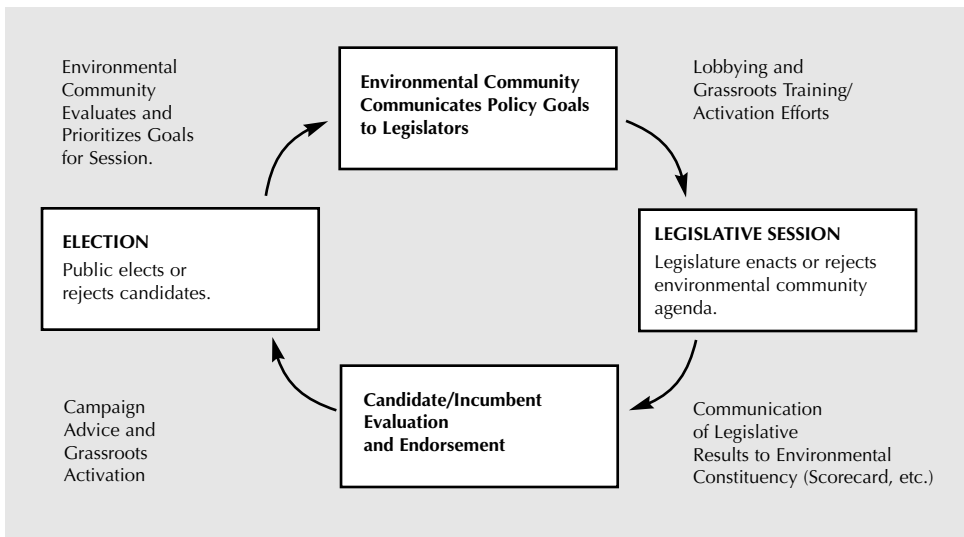 Environmental
Community
Evaluates and
Prioritizes Goals
for Session.
Environmental Community
Communicates Policy Goals
to Legislators
Lobbying and
Grassroots Training/
Activation Efforts
ELECTION
Public elects or
rejects candidates.
LEGISLATIVE SESSION
Legislature enacts or rejects
environmental community
agenda.
Campaign
Advice and
Grassroots
Activation
Candidate/Incumbent
Evaluation
and Endorsement
Communication
of Legislative
Results to Environmental
Constituency (Scorecard, etc.)